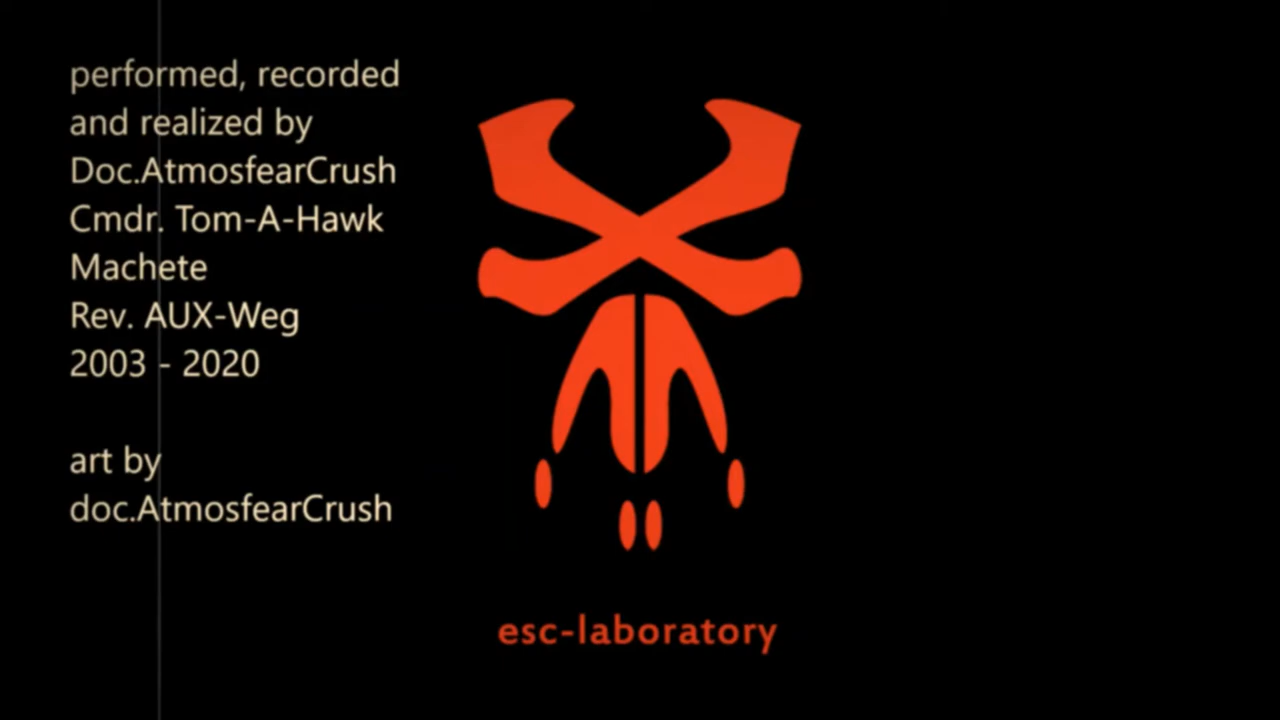 performed, recorded
and realized by
Doc.AtmosfearCrush
Cmdr. Tom-A-Hawk
Machete
Rev. AUX-Weg
2003 - 2020
art by
doc.AtmosfearCrush
esc-laboratory